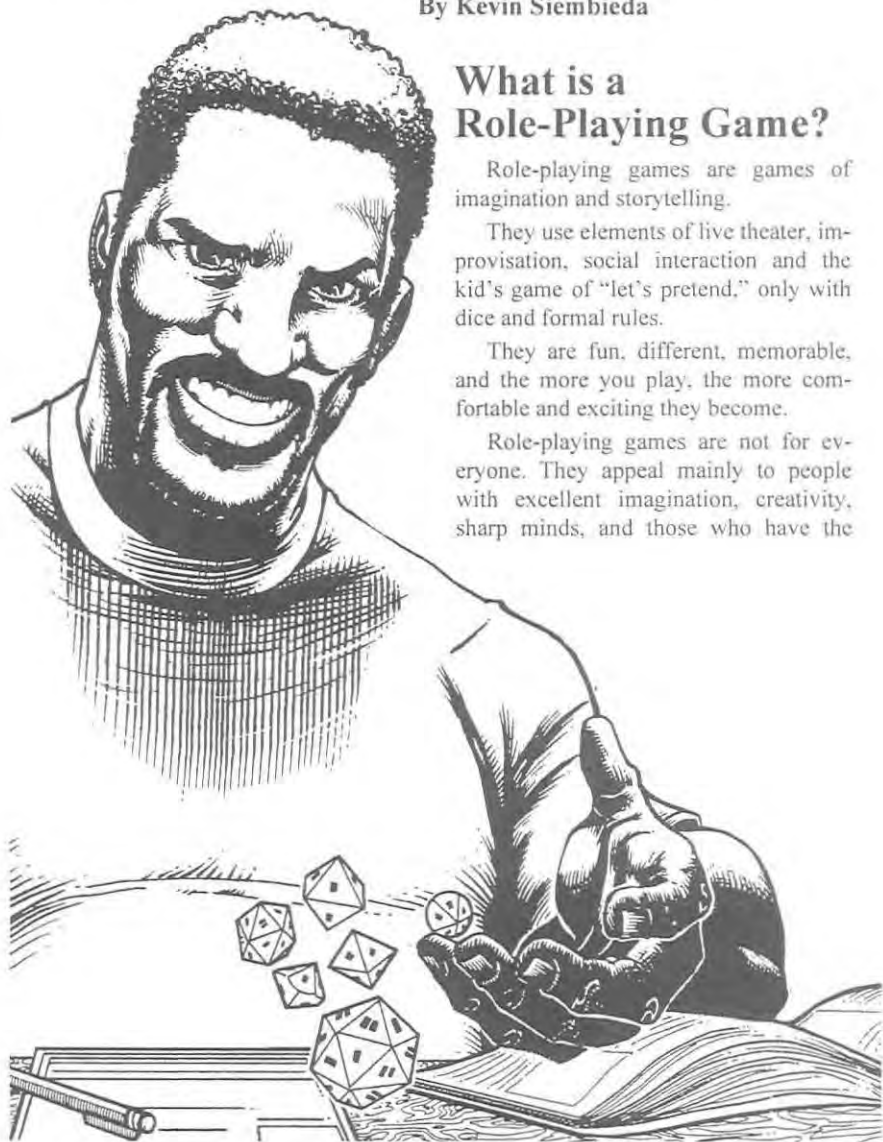 By Kevin Siembieda
What is a
Role-Playing Game?
Role-playing games are games of
imagination and storytelling.
They use elements of live theater, im-
provisation, social interaction and the
kid's game of "let's pretend," only with
dice and formal rules.
They are fun, different, memorable,
and the more you play, the more com-
fortable and exciting they become.
Role-playing games are not for ev-
eryone. They appeal mainly to people
with excellent imagination, creativity,
sharp minds, and those who have the